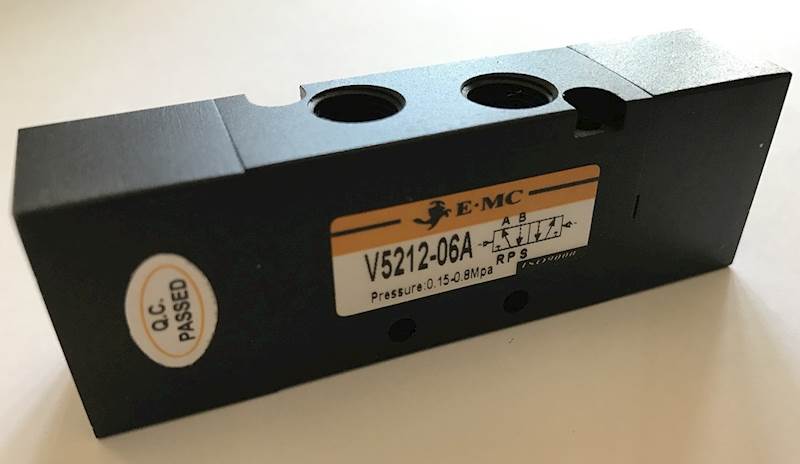 E·MC
V5212-06A
A B
R P S
Pressure:0.15-0.8Mpa
ISO9000
Q.C.
PASSED